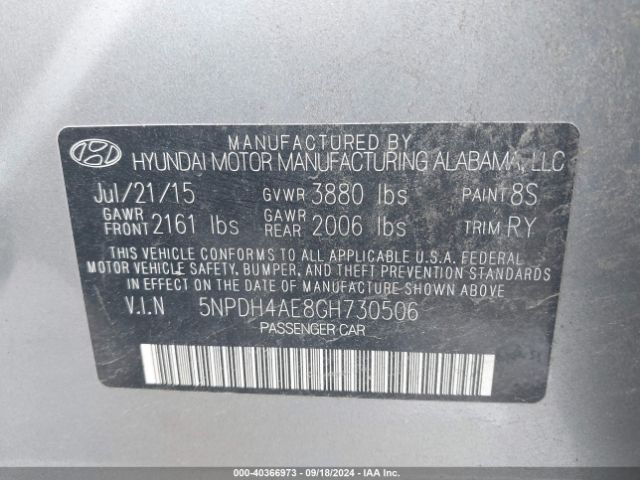 MANUFACTURED BY
HYUNDAI MOTOR MANUFACTURING ALABAMA, LLC
Jul/21/15 GVWR 3880 lbs PAINT 8S
GAWR FRONT 2161 lbs GAWR REAR 2006 lbs TRIM RY
THIS VEHICLE CONFORMS TO ALL APPLICABLE U.S.A. FEDERAL
MOTOR VEHICLE SAFETY, BUMPER, AND THEFT PREVENTION STANDARDS
IN EFFECT ON THE DATE OF MANUFACTURE SHOWN ABOVE.
V.I.N 5NPDH4AE8GH730506
PASSENGER CAR
000-40366973 / 09/18/2024 - IAA, Inc.